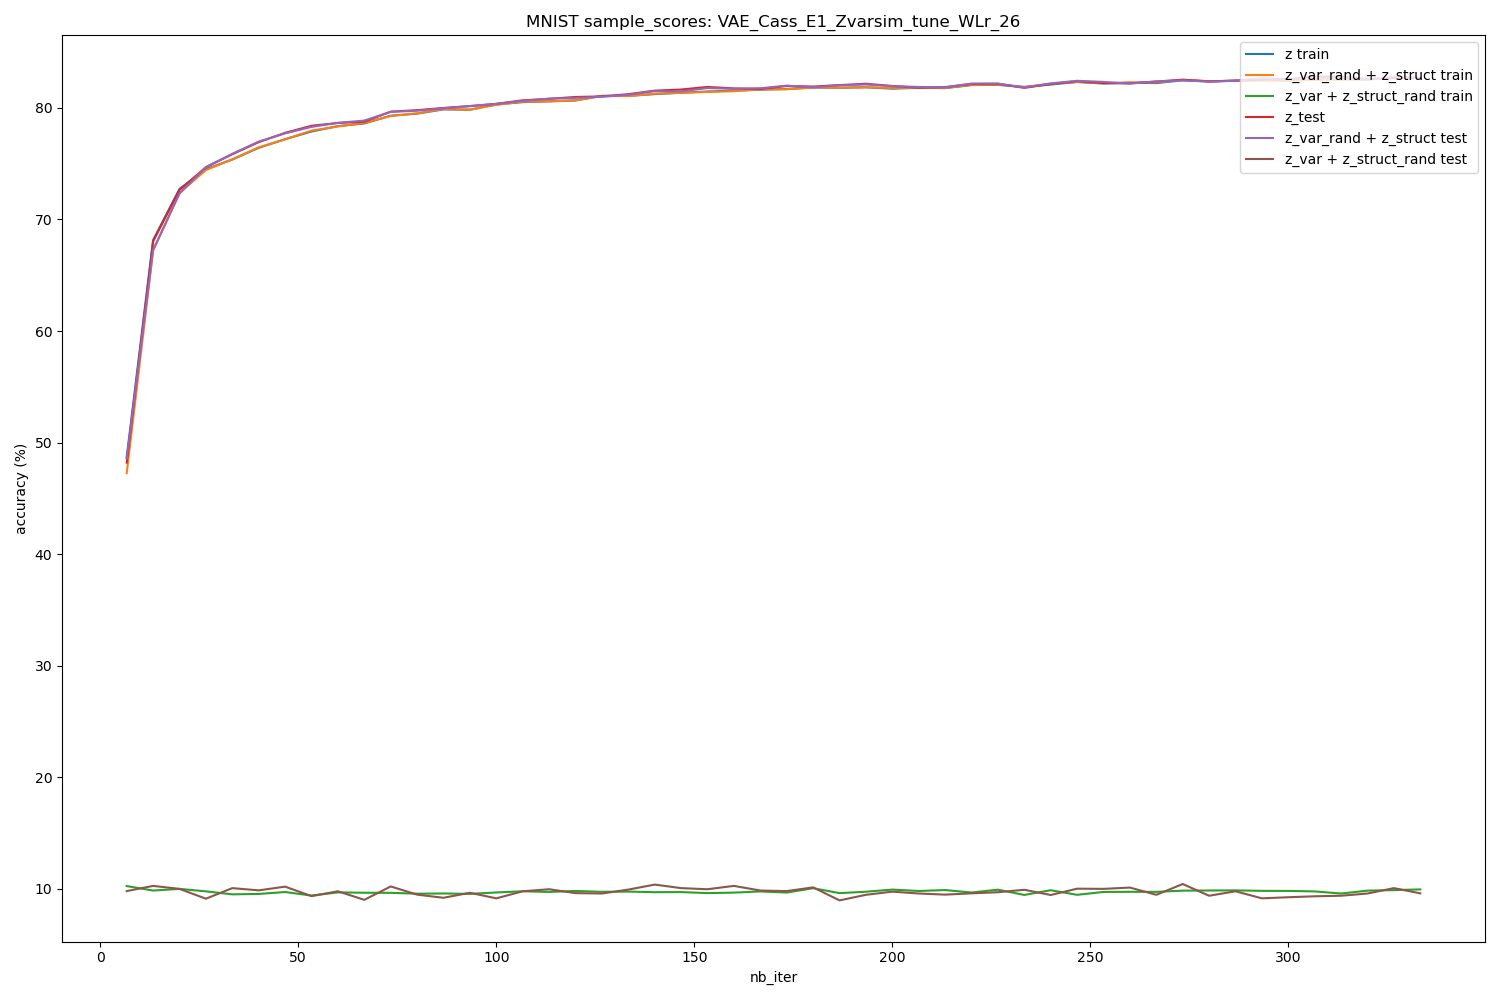 MNIST sample_scores: VAE_Cass_E1_Zvarsim_tune_WLr_26
z train
z_var_rand + z_struct train
z_var + z_struct_rand train
z_test
z_var_rand + z_struct test
z_var + z_struct_rand test
accuracy (%)
80
70
60
50
40
30
20
10
0 50 100 150 200 250 300
nb_iter